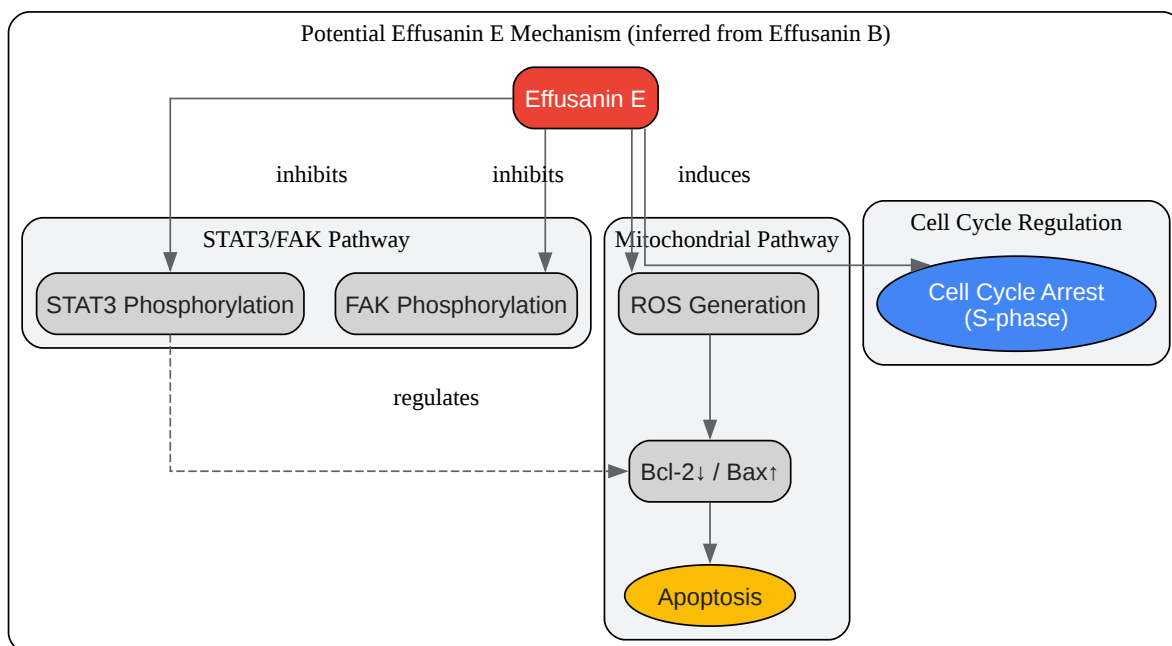 Potential Effusanin E Mechanism (inferred from Effusanin B)
Effusanin E
inhibits
inhibits
induces
STAT3/FAK Pathway
Mitochondrial Pathway
Cell Cycle Regulation
STAT3 Phosphorylation
FAK Phosphorylation
ROS Generation
Cell Cycle Arrest
(S-phase)
regulates
Bcl-2↓ / Bax↑
Apoptosis